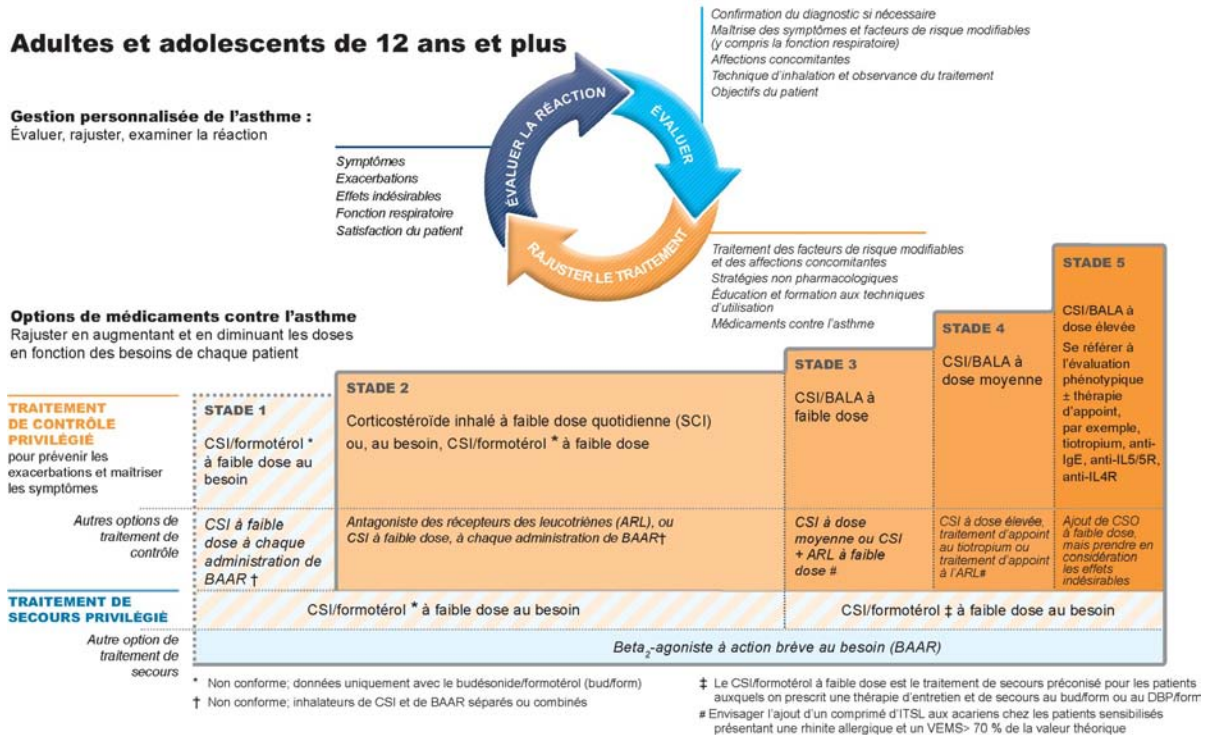 Adultes et adolescents de 12 ans et plus
Gestion personnalisée de l'asthme :
Évaluer, rajuster, examiner la réaction
Confirmation du diagnostic si nécessaire
Maîtrise des symptômes et facteurs de risque modifiables
(y compris la fonction respiratoire)
Affections concomitantes
Technique d'inhalation et observance du traitement
Objectifs du patient
ÉVALUER LA RÉACTION
ÉVALUER
RAJUSTER LE TRAITEMENT
Symptômes
Exacerbations
Effets indésirables
Fonction respiratoire
Satisfaction du patient
Traitement des facteurs de risque modifiables
et des affections concomitantes
Stratégies non pharmacologiques
Éducation et formation aux techniques
d'utilisation
Médicaments contre l'asthme
Options de médicaments contre l'asthme
Rajuster en augmentant et en diminuant les doses
en fonction des besoins de chaque patient
TRAITEMENT
DE CONTRÔLE
PRIVILÉGIÉ
pour prévenir les
exacerbations et maîtriser
les symptômes
STADE 1
CSI/formotérol *
à faible dose au
besoin
STADE 2
Corticostéroïde inhalé à faible dose quotidienne (SCI)
ou, au besoin, CSI/formotérol * à faible dose
STADE 3
CSI/BALA à
faible dose
STADE 4
CSI/BALA à
dose moyenne
STADE 5
CSI/BALA à
dose élevée
Se référer à
l'évaluation
phénotypique
± thérapie
d'appoint,
par exemple,
tiotropium, anti-
IgE, anti-IL5/5R,
anti-IL4R
Autres options de
traitement de
contrôle
CSI à faible
dose à chaque
administration de
BAAR †
Antagoniste des récepteurs des leucotriènes (ARL), ou
CSI à faible dose, à chaque administration de BAAR†
CSI à dose
moyenne ou CSI
+ ARL à faible
dose #
CSI à dose élevée,
traitement d'appoint
au tiotropium ou
traitement d'appoint
à l'ARL#
Ajout de CSO
à faible dose,
mais prendre en
considération
les effets
indésirables
TRAITEMENT DE
SECOURS PRIVILÉGIÉ
CSI/formotérol * à faible dose au besoin
CSI/formotérol ‡ à faible dose au besoin
Autre option de
traitement de
secours
Beta2-agoniste à action brève au besoin (BAAR)
* Non conforme; données uniquement avec le budésonide/formotérol (bud/form)
† Non conforme; inhalateurs de CSI et de BAAR séparés ou combinés
‡ Le CSI/formotérol à faible dose est le traitement de secours préconisé pour les patients
auxquels on prescrit une thérapie d'entretien et de secours au bud/form ou au DBP/form
# Envisager l'ajout d'un comprimé d'ITSL aux acariens chez les patients sensibilisés
présentant une rhinite allergique et un VEMS> 70 % de la valeur théorique